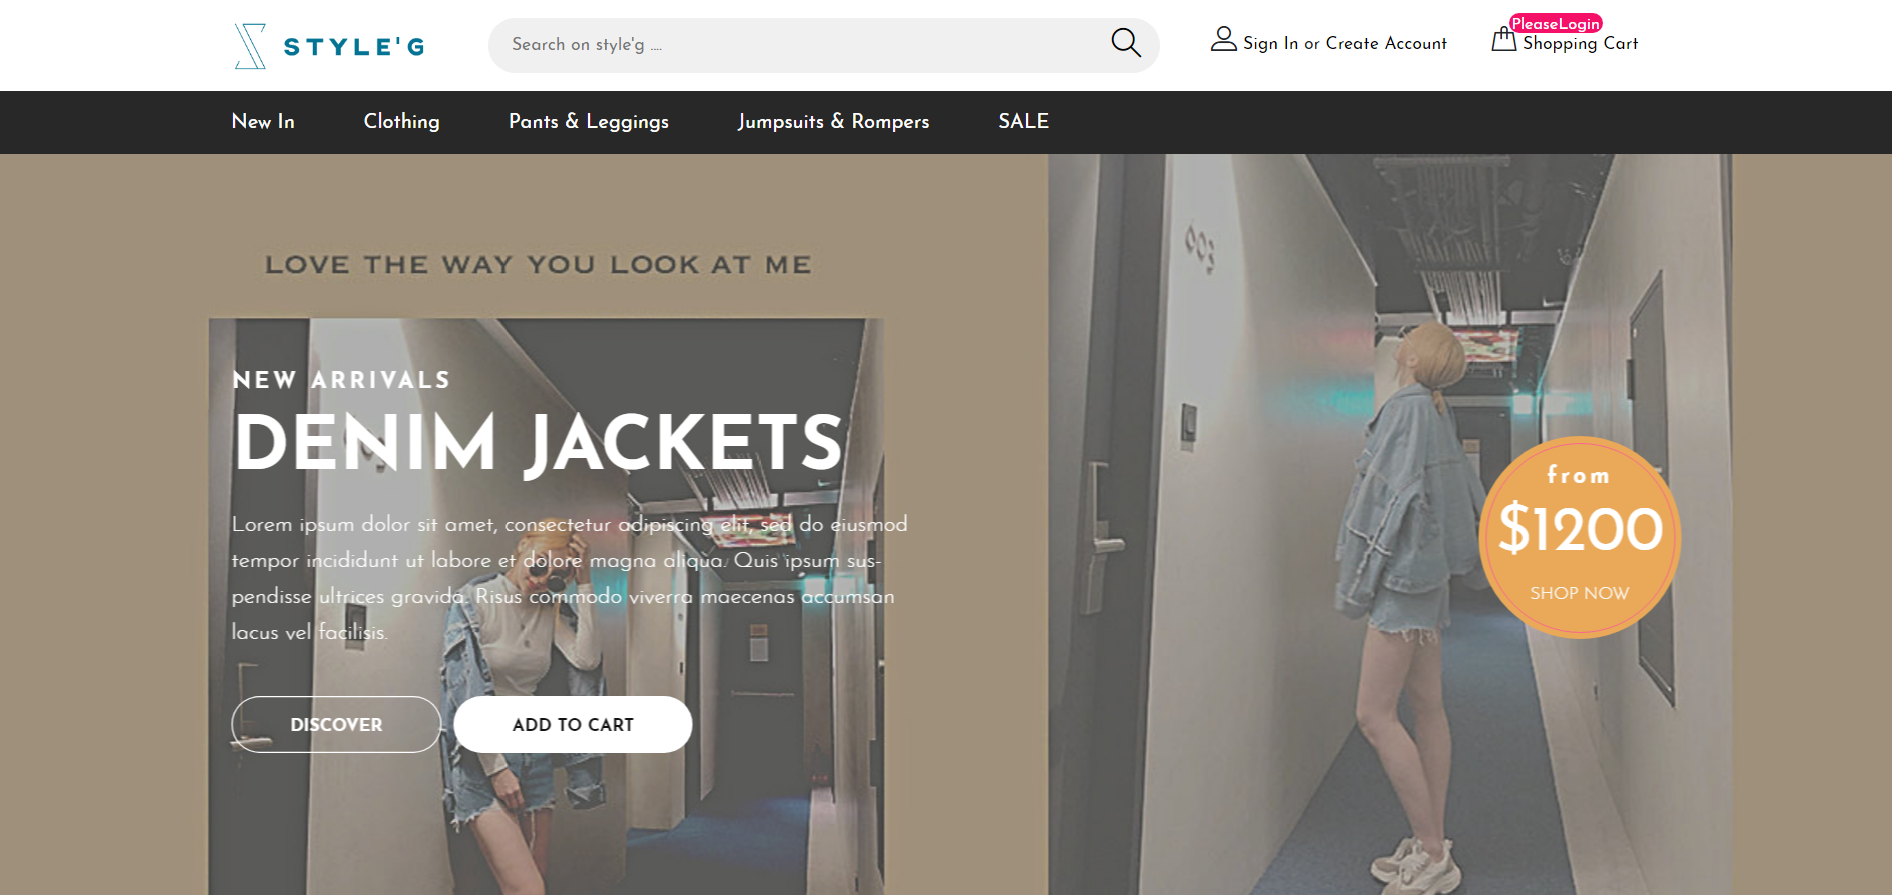 STYLE'G
Search on style'g ....
Sign In or Create Account
PleaseLogin
Shopping Cart
New In
Clothing
Pants & Leggings
Jumpsuits & Rompers
SALE
LOVE THE WAY YOU LOOK AT ME
NEW ARRIVALS
DENIM JACKETS
Lorem ipsum dolor sit amet, consectetur adipiscing elit, sed do eiusmod
tempor incididunt ut labore et dolore magna aliqua. Quis ipsum sus-
pendisse ultrices gravida. Risus commodo viverra maecenas accumsan
lacus vel facilisis.
DISCOVER
ADD TO CART
603
from
$1200
SHOP NOW